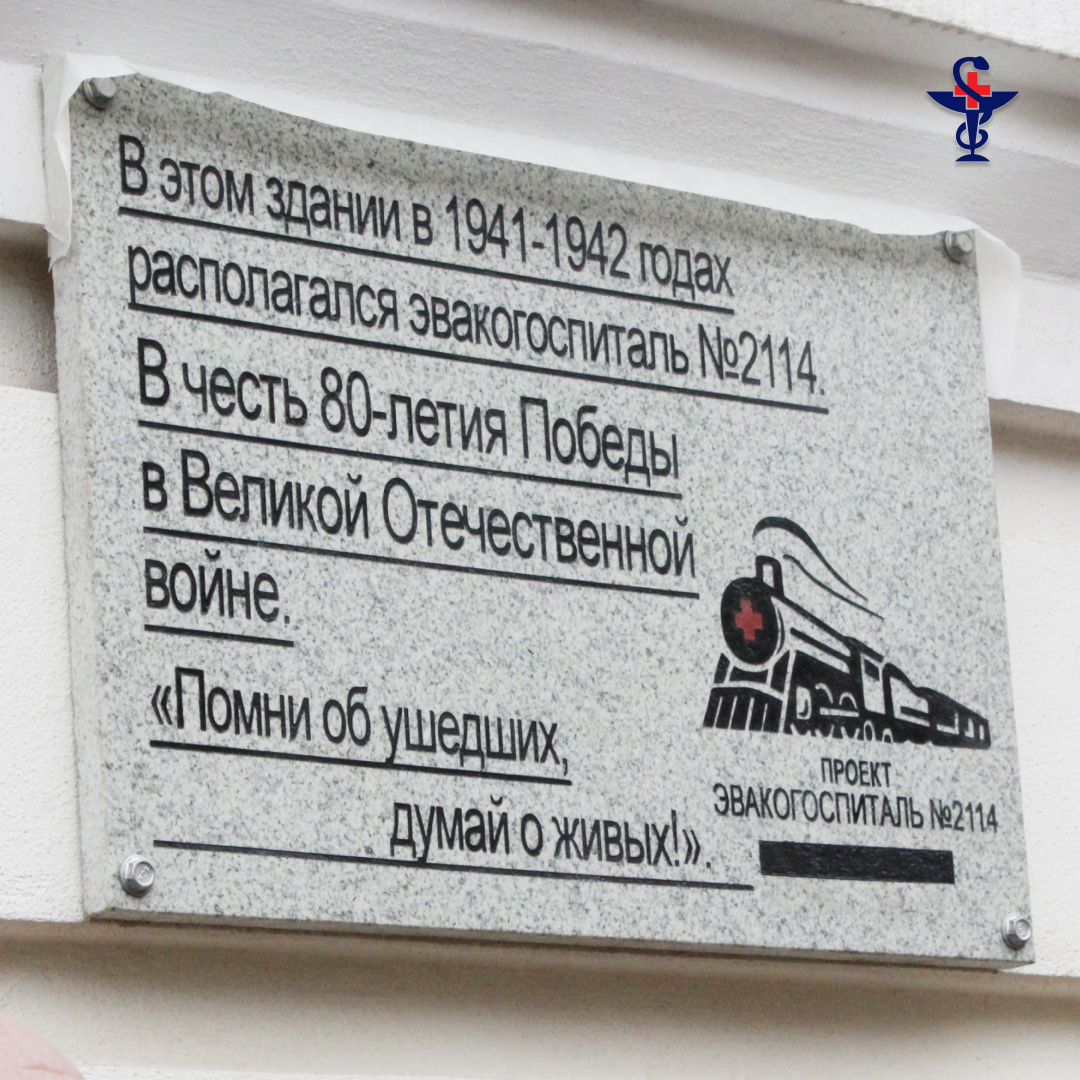 В этом здании в 1941-1942 годах
располагался эвакогоспиталь №2114.
В честь 80-летия Победы
в Великой Отечественной
войне.
«Помни об ушедших,
думай о живых!».
ПРОЕКТ
ЭВАКОГОСПИТАЛЬ №2114